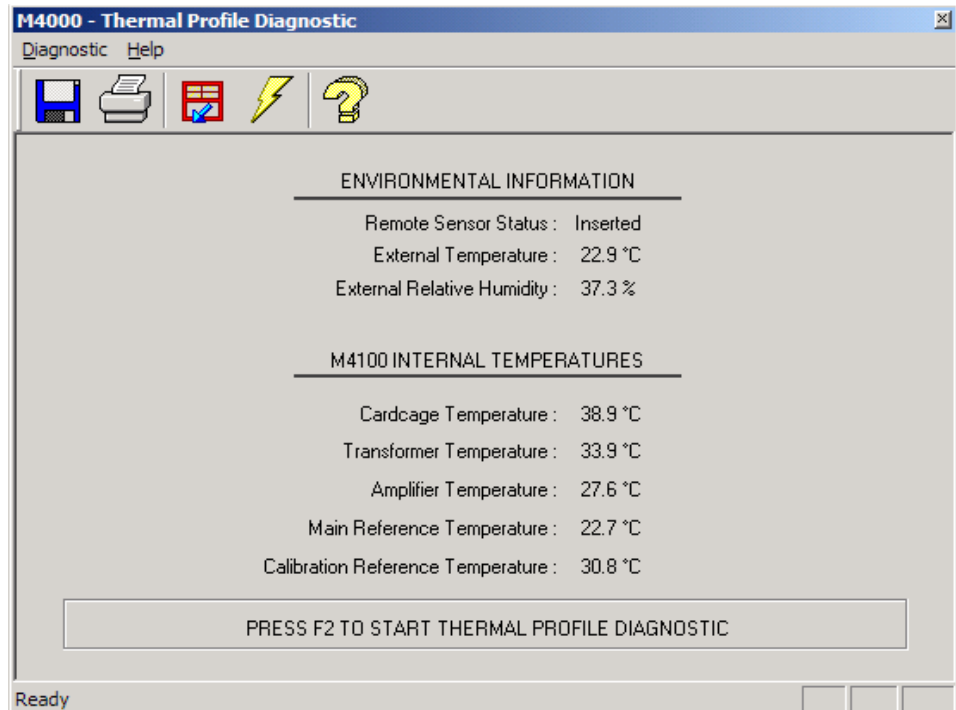 M4000 - Thermal Profile Diagnostic
Diagnostic Help
ENVIRONMENTAL INFORMATION
Remote Sensor Status : Inserted
External Temperature : 22.9 °C
External Relative Humidity : 37.3 %
M4100 INTERNAL TEMPERATURES
Cardcage Temperature : 38.9 °C
Transformer Temperature : 33.9 °C
Amplifier Temperature : 27.6 °C
Main Reference Temperature : 22.7 °C
Calibration Reference Temperature : 30.8 °C
PRESS F2 TO START THERMAL PROFILE DIAGNOSTIC
Ready